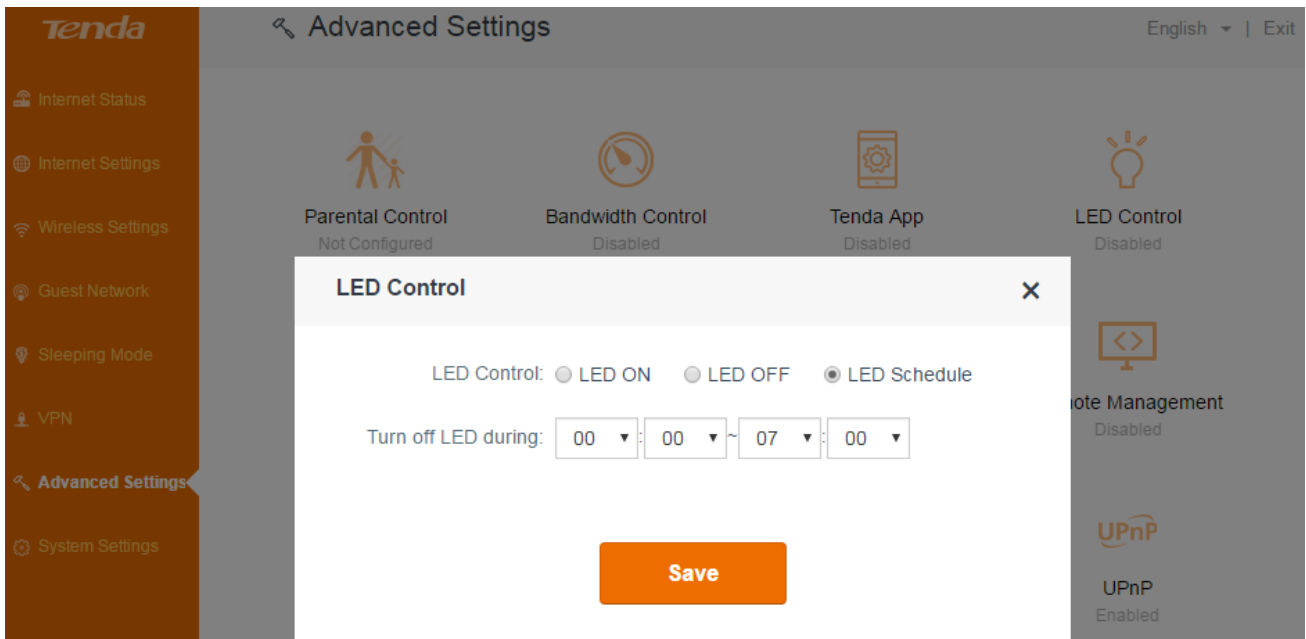 Tenda
Advanced Settings
English | Exit
Internet Status
Internet Settings
Wireless Settings
Guest Network
Sleeping Mode
VPN
Advanced Settings
System Settings
Parental Control
Not Configured
Bandwidth Control
Disabled
Tenda App
Disabled
LED Control
Disabled
LED Control
LED Control: LED ON LED OFF LED Schedule
Turn off LED during: 00 : 00 ~ 07 : 00
Save
ote Management
Disabled
UPnP
UPnP
Enabled